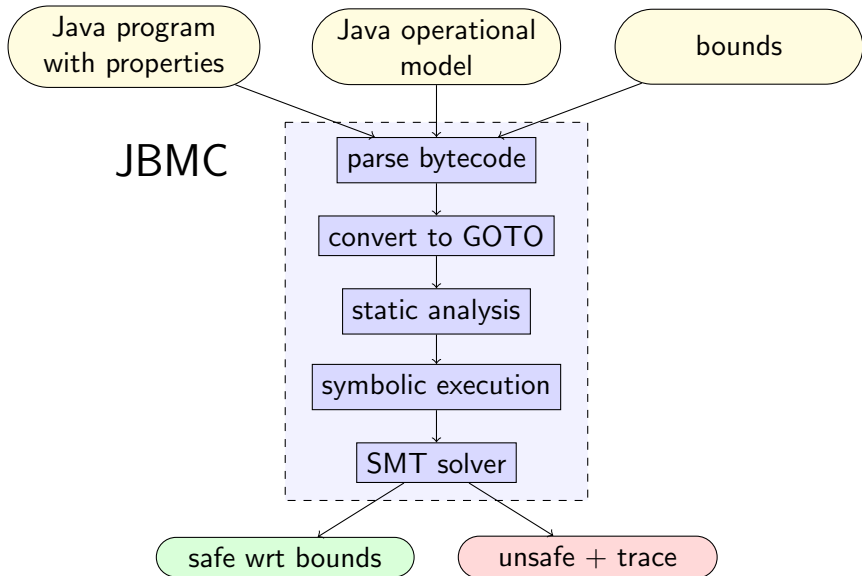 Java program
with properties
Java operational
model
bounds
JBMC
parse bytecode
convert to GOTO
static analysis
symbolic execution
SMT solver
safe wrt bounds
unsafe + trace